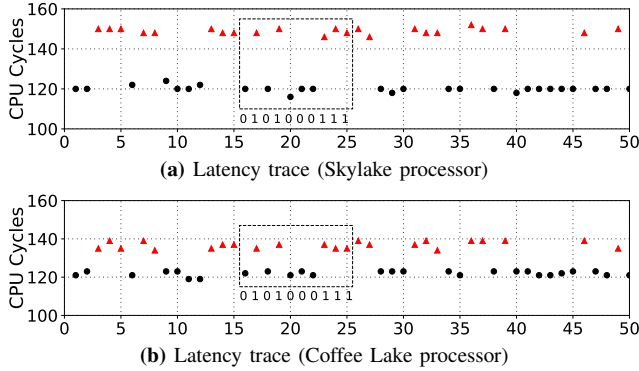 160
140
120
100
CPU Cycles
0 1 0 1 0 0 0 1 1 1
0 5 10 15 20 25 30 35 40 45 50
(a) Latency trace (Skylake processor)
160
140
120
100
CPU Cycles
0 1 0 1 0 0 0 1 1 1
0 5 10 15 20 25 30 35 40 45 50
(b) Latency trace (Coffee Lake processor)